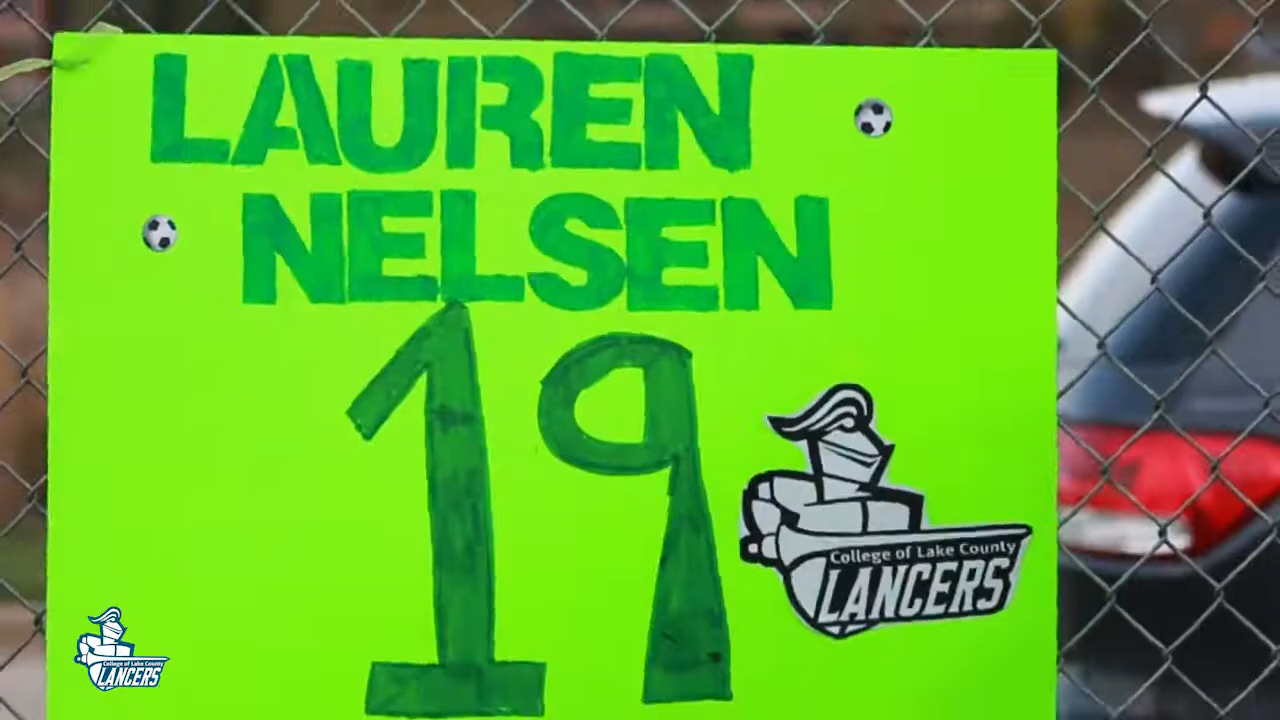 LAUREN
NELSEN
19
College of Lake County
LANCERS
College of Lake County
LANCERS